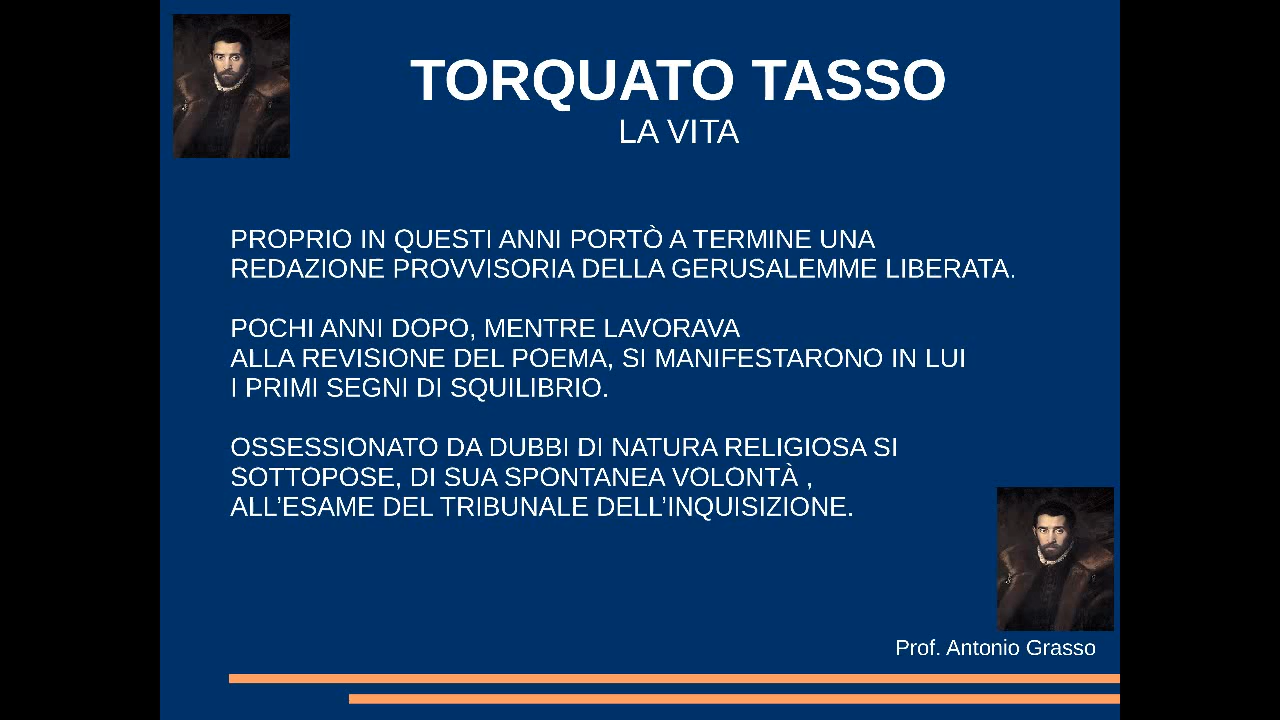 TORQUATO TASSO
LA VITA
PROPRIO IN QUESTI ANNI PORTÒ A TERMINE UNA
REDAZIONE PROVVISORIA DELLA GERUSALEMME LIBERATA.
POCHI ANNI DOPO, MENTRE LAVORAVA
ALLA REVISIONE DEL POEMA, SI MANIFESTARONO IN LUI
I PRIMI SEGNI DI SQUILIBRIO.
OSSESSIONATO DA DUBBI DI NATURA RELIGIOSA SI
SOTTOPOSE, DI SUA SPONTANEA VOLONTÀ ,
ALL’ESAME DEL TRIBUNALE DELL’INQUISIZIONE.
Prof. Antonio Grasso